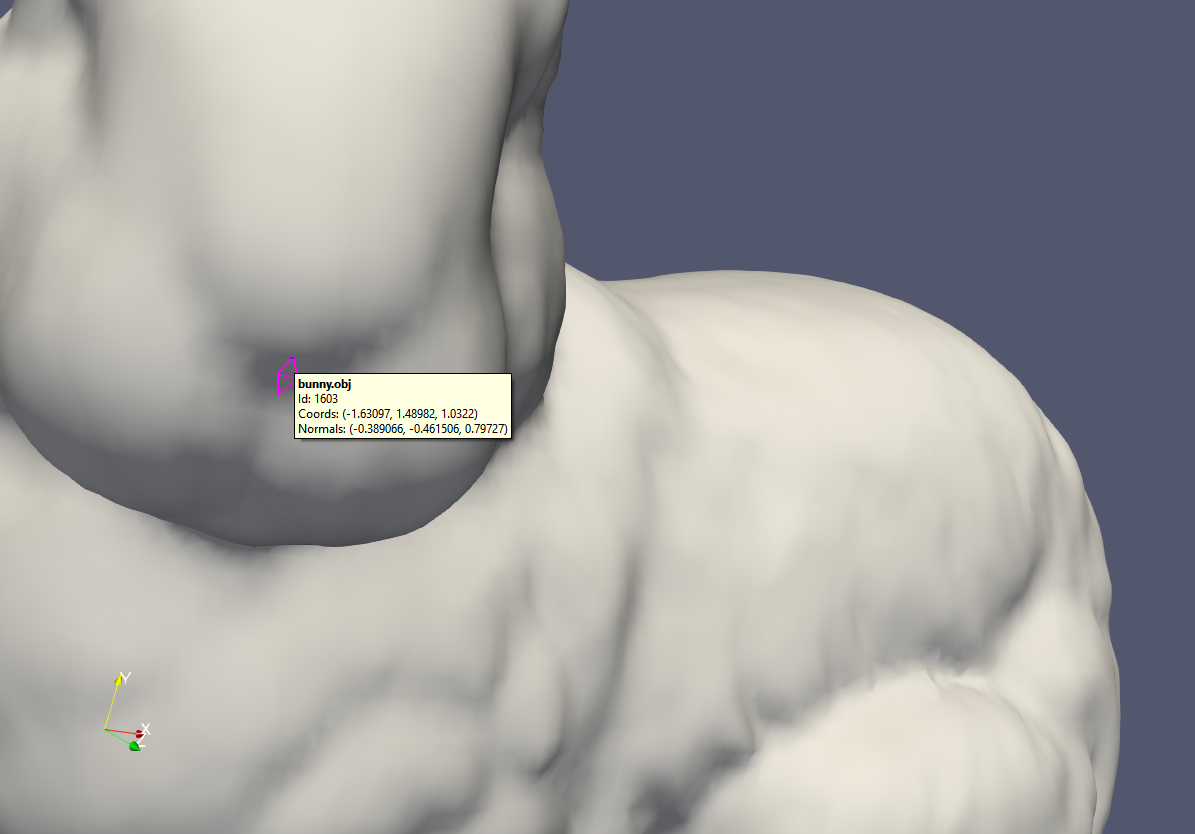 bunny.obj
Id: 1603
Coords: (-1.63097, 1.48982, 1.0322)
Normals: (-0.389066, -0.461506, 0.79727)
Y
X
Z